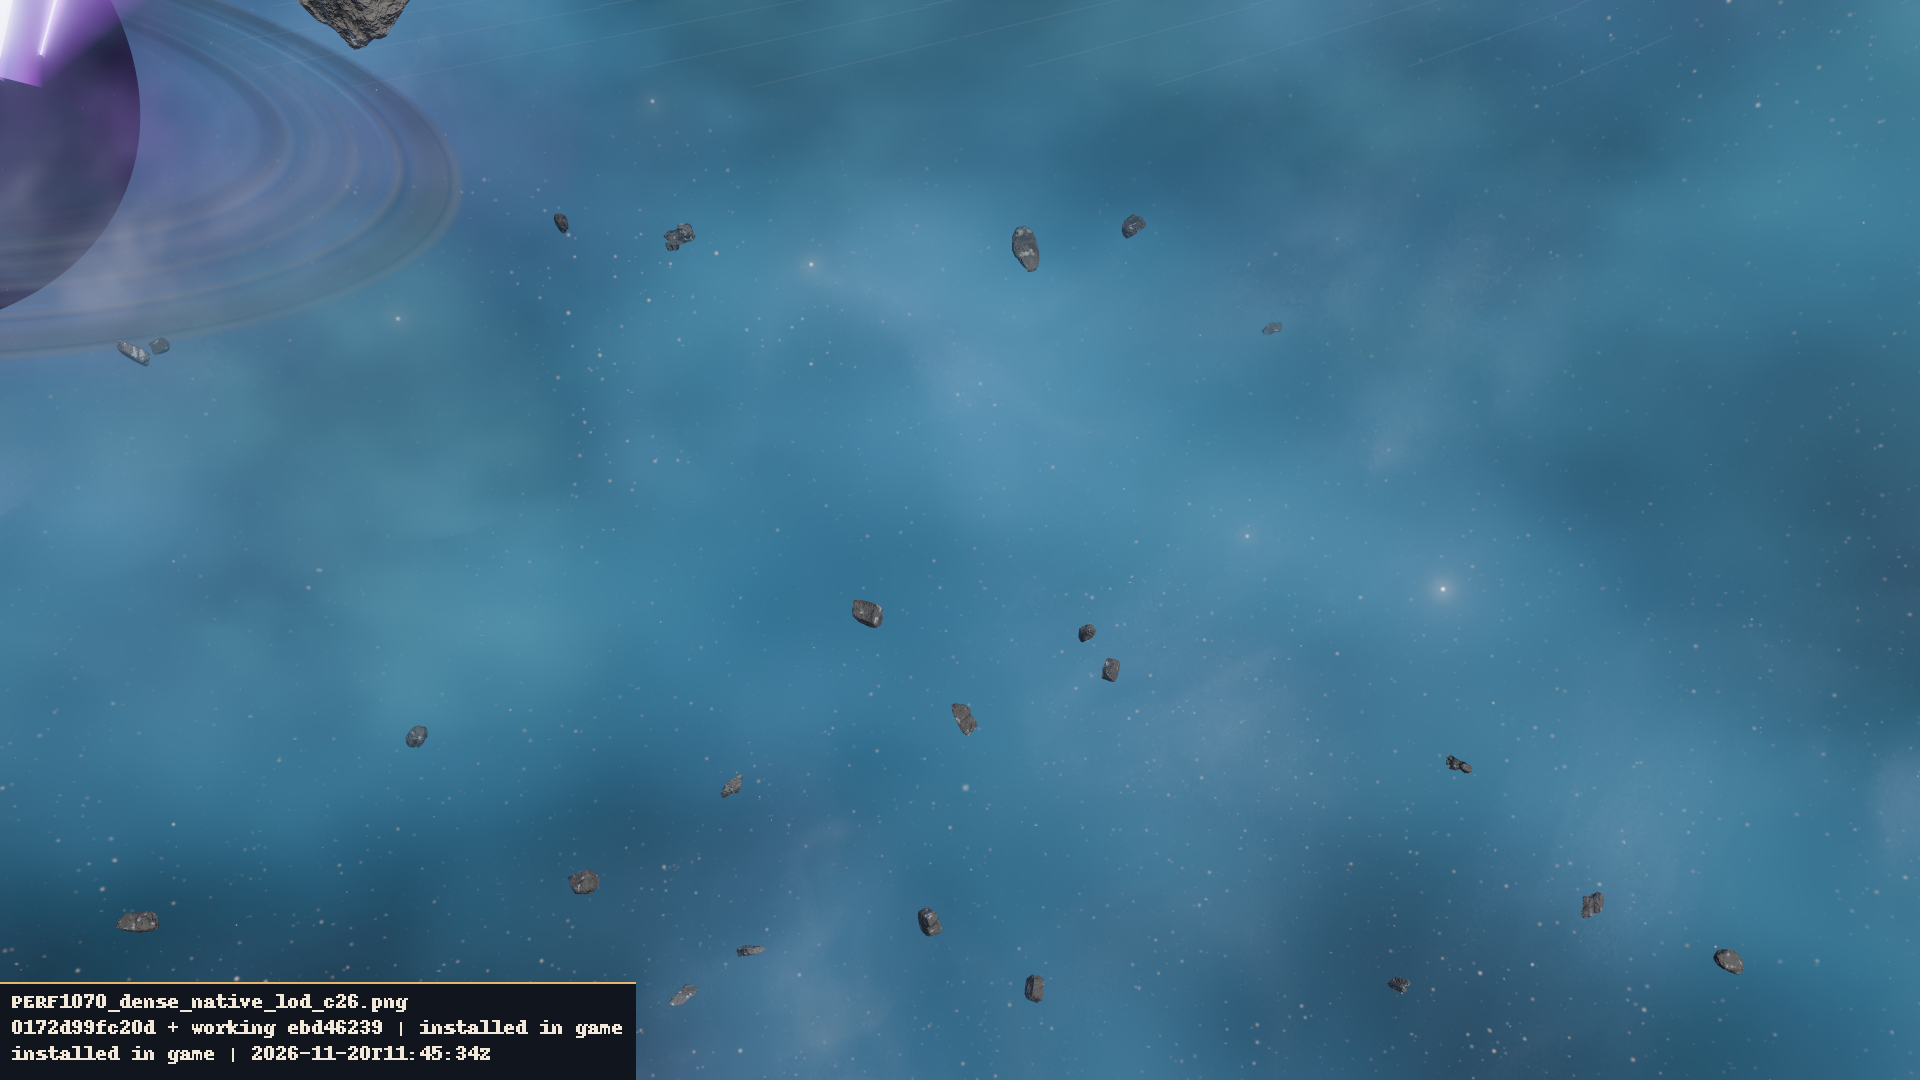 PERF1070_dense_native_lod_c26.png
0172d99fc20d + working ebd46239 | installed in game
installed in game | 2026-11-20T11:45:34Z